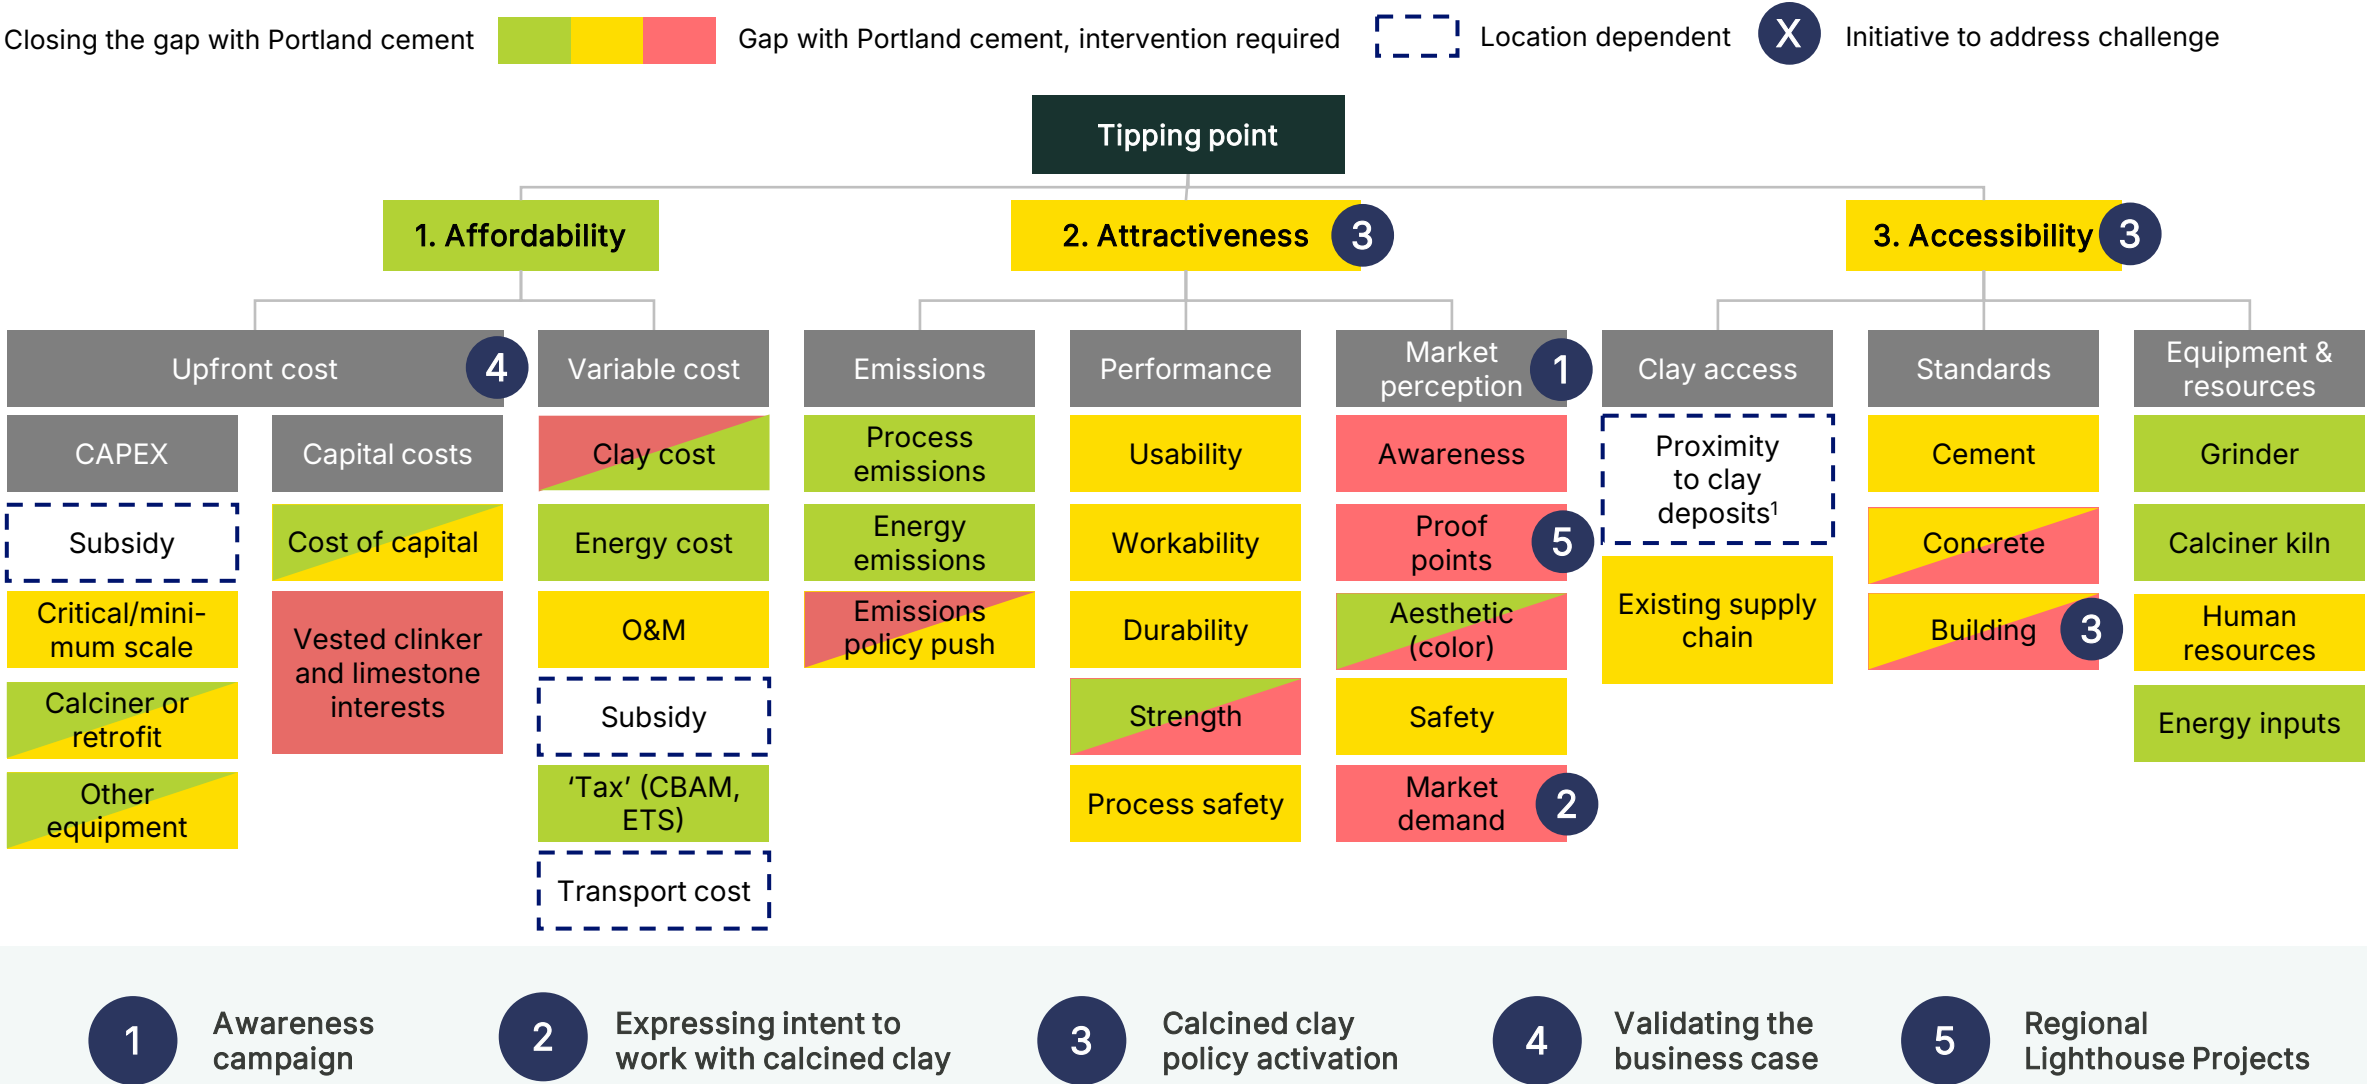 Closing the gap with Portland cement
Gap with Portland cement, intervention required
Location dependent
X
Initiative to address challenge
Tipping point
1. Affordability
2. Attractiveness
3
3. Accessibility
3
Upfront cost
4
Variable cost
Emissions
Performance
Market
perception
1
Clay access
Standards
Equipment &
resources
CAPEX
Subsidy
Critical/mini-
mum scale
Calciner or
retrofit
Other
equipment
Capital costs
Cost of capital
Vested clinker
and limestone
interests
Clay cost
Energy cost
O&M
Subsidy
‘Tax’ (CBAM,
ETS)
Transport cost
Process
emissions
Energy
emissions
Emissions
policy push
Usability
Workability
Durability
Strength
Process safety
Awareness
Proof
points
5
Aesthetic
(color)
Safety
Market
demand
2
Proximity
to clay
deposits¹
Existing supply
chain
Cement
Concrete
Building
3
Grinder
Calciner kiln
Human
resources
Energy inputs
1
Awareness
campaign
2
Expressing intent to
work with calcined clay
3
Calcined clay
policy activation
4
Validating the
business case
5
Regional
Lighthouse Projects